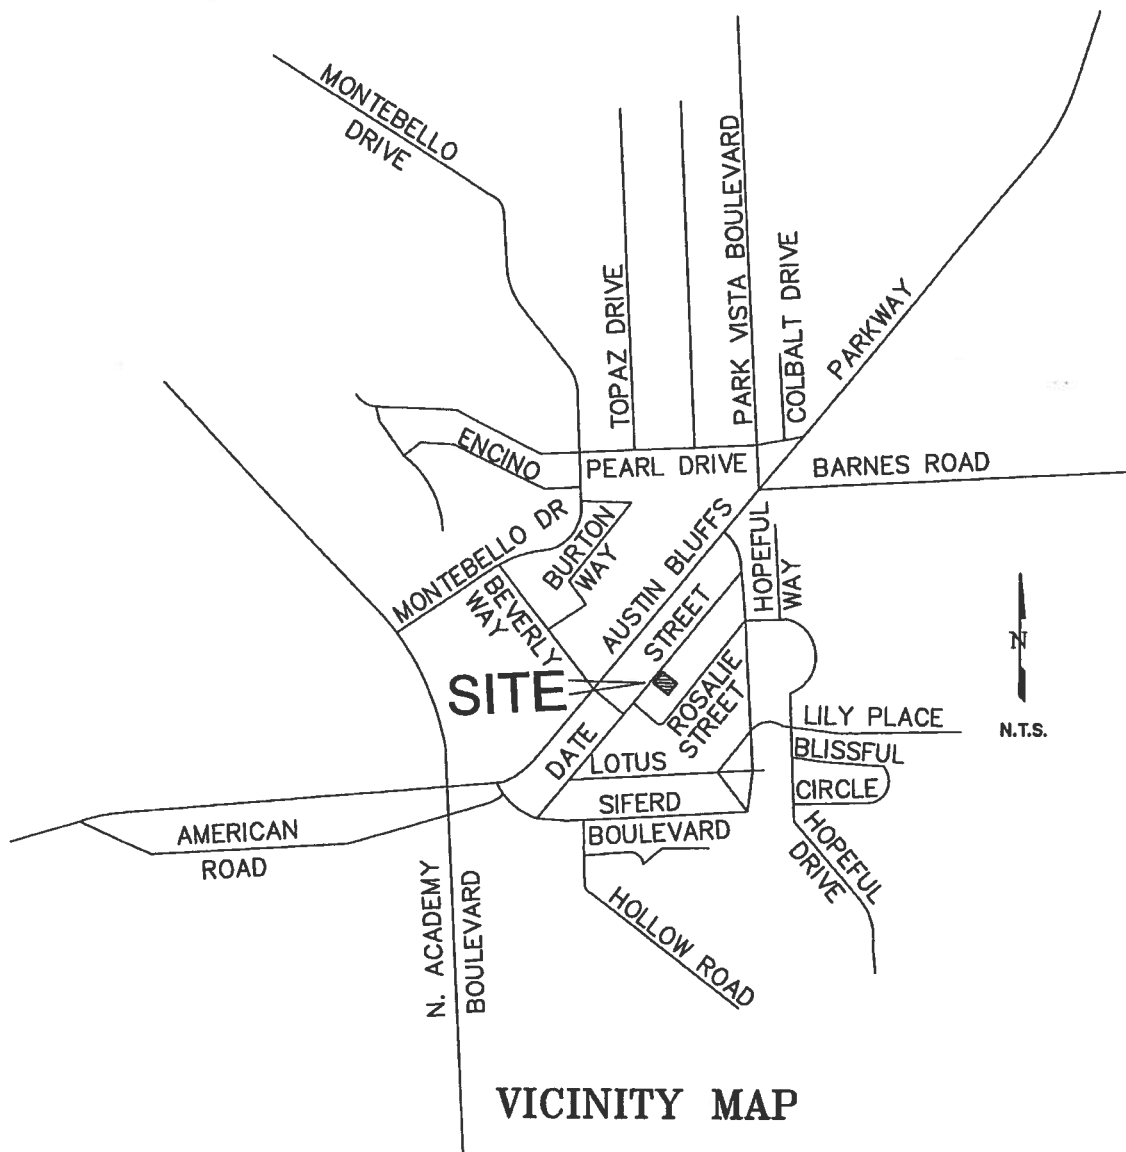 MONTEBELLO
DRIVE
TOPAZ DRIVE
PARK VISTA BOULEVARD
COLBALT DRIVE
PARKWAY
ENCINO
PEARL DRIVE
BARNES ROAD
MONTEBELLO DR
BURTON
WAY
BEVERLY
WAY
AUSTIN BLUFFS
HOPEFUL
WAY
STREET
DATE
SITE
ROSALIE
STREET
N
N.T.S.
LILY PLACE
LOTUS
BLISSFUL
CIRCLE
SIFERD
BOULEVARD
AMERICAN
ROAD
HOPEFUL
DRIVE
HOLLOW ROAD
N. ACADEMY
BOULEVARD
VICINITY MAP